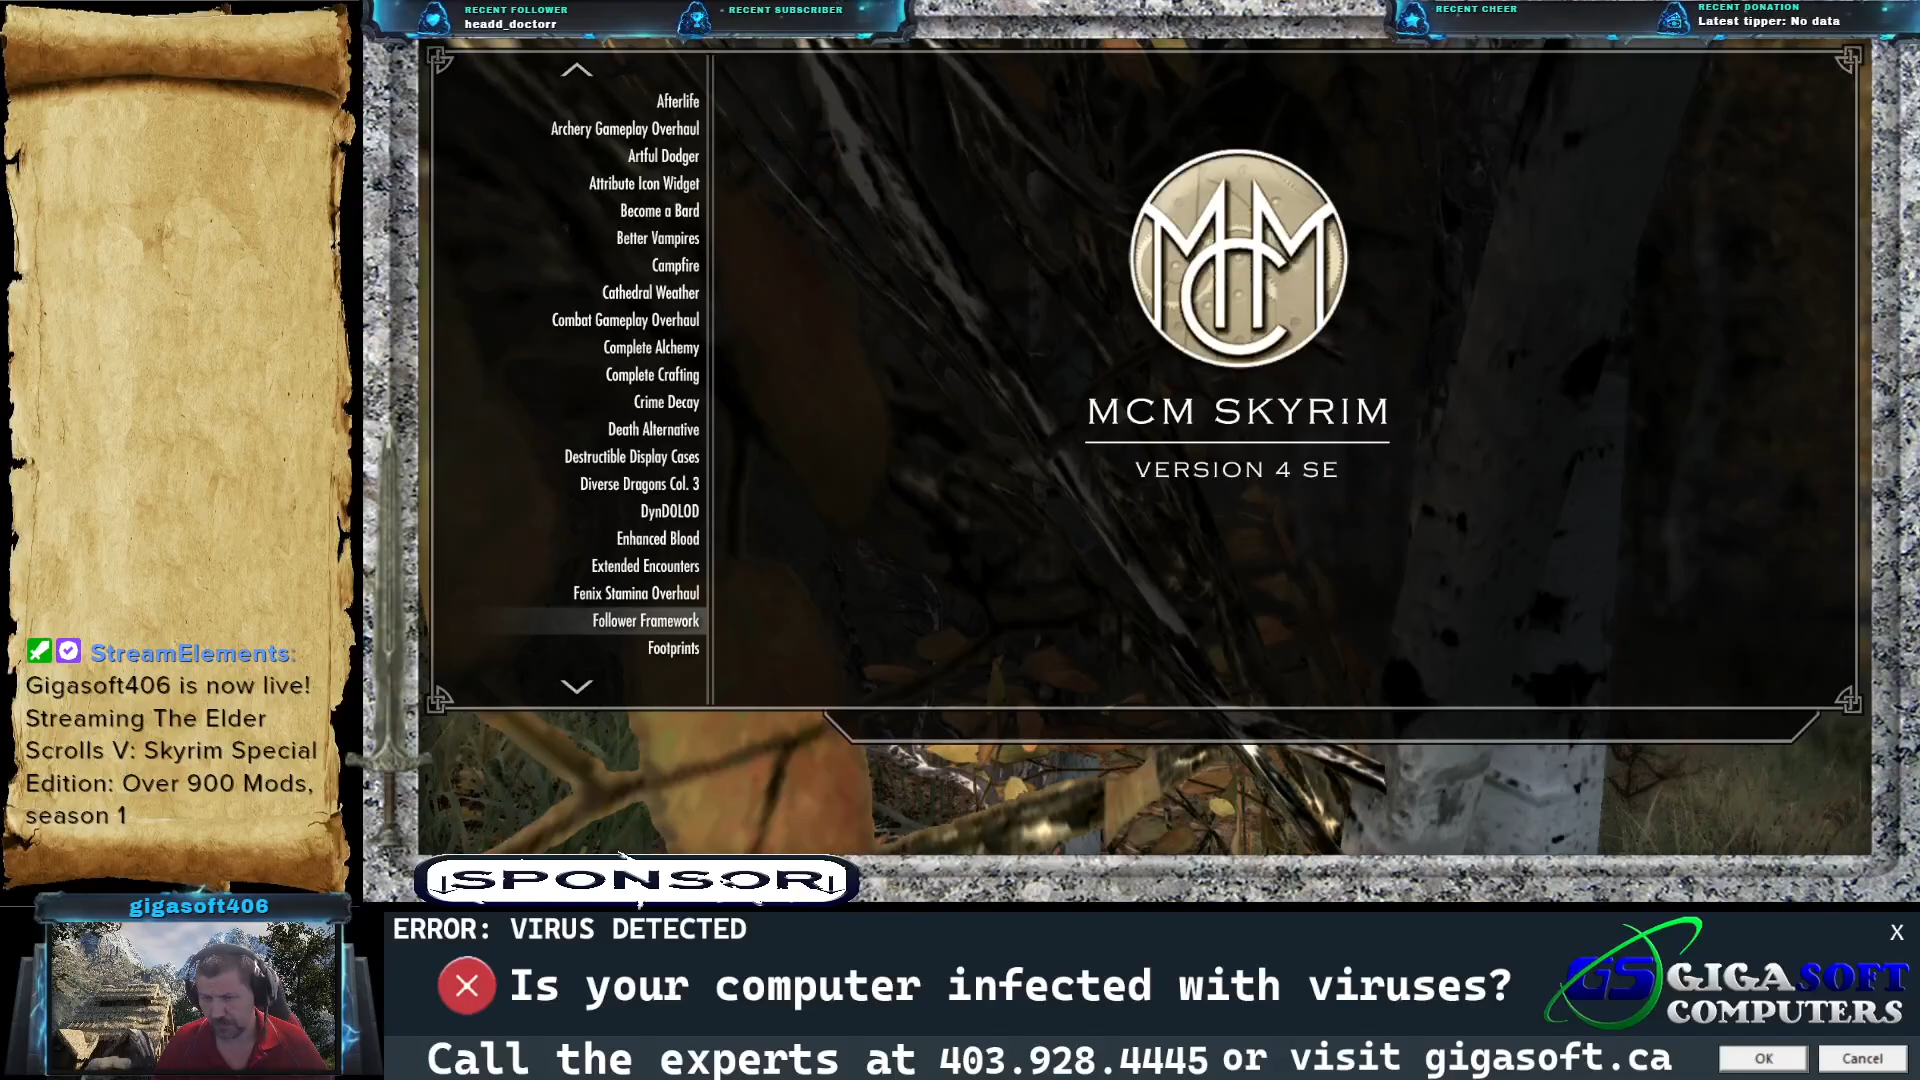 RECENT FOLLOWER
headd_doctorr
RECENT SUBSCRIBER
RECENT CHEER
RECENT DONATION
Latest tipper: No data
Afterlife
Archery Gameplay Overhaul
Artful Dodger
Attribute Icon Widget
Become a Bard
Better Vampires
Campfire
Cathedral Weather
Combat Gameplay Overhaul
Complete Alchemy
Complete Crafting
Crime Decay
Death Alternative
Destructible Display Cases
Diverse Dragons Col. 3
DynDOLOD
Enhanced Blood
Extended Encounters
Fenix Stamina Overhaul
Follower Framework
Footprints
MCM
MCM SKYRIM
VERSION 4 SE
StreamElements:
Gigasoft406 is now live!
Streaming The Elder
Scrolls V: Skyrim Special
Edition: Over 900 Mods,
season 1
SPONSOR
gigasoft406
ERROR: VIRUS DETECTED
X
Is your computer infected with viruses?
GS GIGASOFT
COMPUTERS
Call the experts at 403.928.4445 or visit gigasoft.ca
OK
Cancel